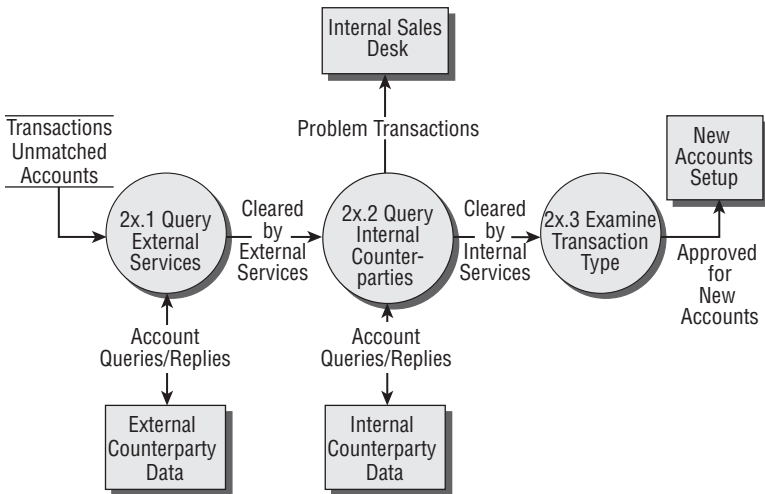 Internal Sales
Desk
Problem Transactions
Transactions
Unmatched
Accounts
2x.1 Query
External
Services
Cleared
by
External
Services
2x.2 Query
Internal
Counter-
parties
Cleared
by
Internal
Services
2x.3 Examine
Transaction
Type
New
Accounts
Setup
Approved
for
New
Accounts
Account
Queries/Replies
Account
Queries/Replies
External
Counterparty
Data
Internal
Counterparty
Data